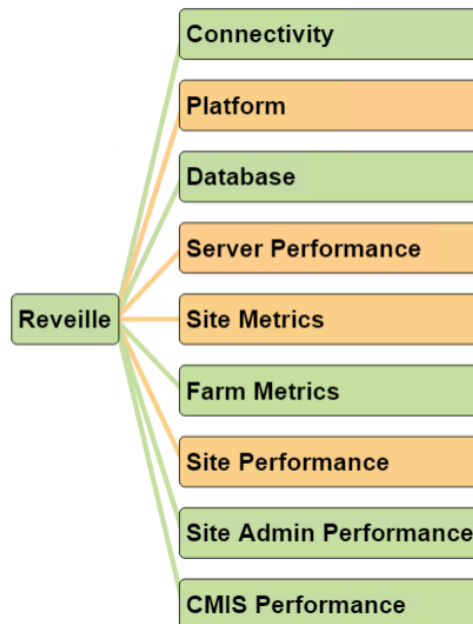 Connectivity
Platform
Database
Server Performance
Reveille
Site Metrics
Farm Metrics
Site Performance
Site Admin Performance
CMIS Performance